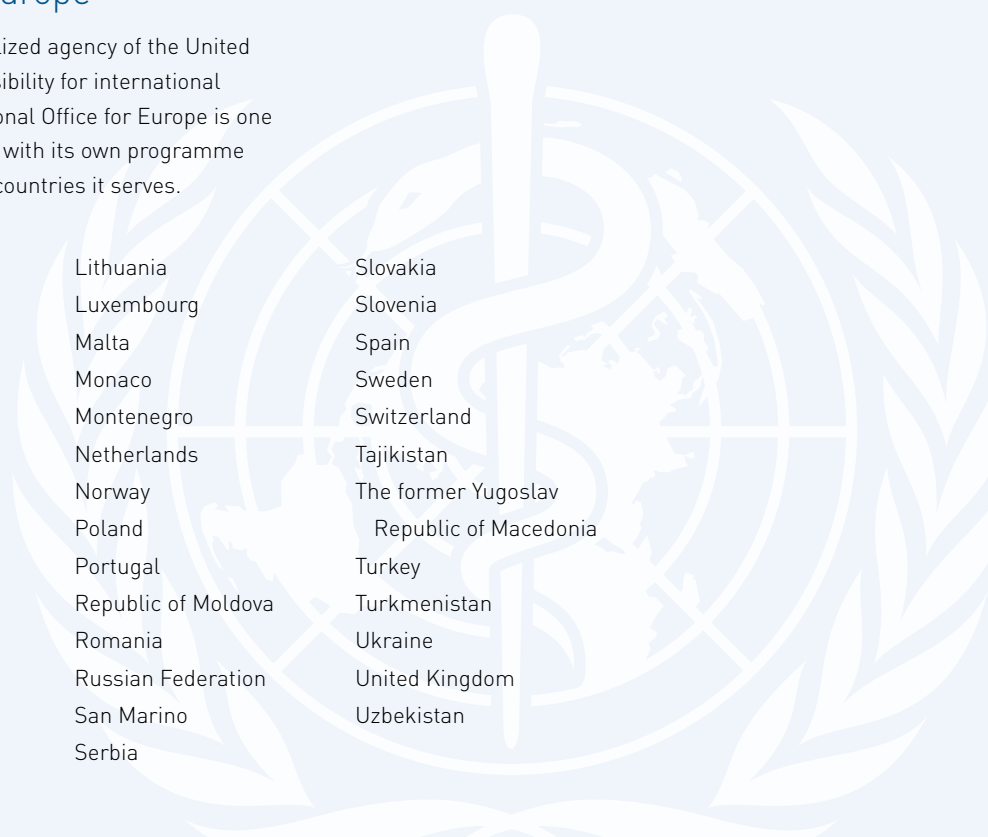 ized agency of the United
ibility for international
onal Office for Europe is one
with its own programme
countries it serves.
Lithuania
Luxembourg
Malta
Monaco
Montenegro
Netherlands
Norway
Poland
Portugal
Republic of Moldova
Romania
Russian Federation
San Marino
Serbia
Slovakia
Slovenia
Spain
Sweden
Switzerland
Tajikistan
The former Yugoslav
Republic of Macedonia
Turkey
Turkmenistan
Ukraine
United Kingdom
Uzbekistan